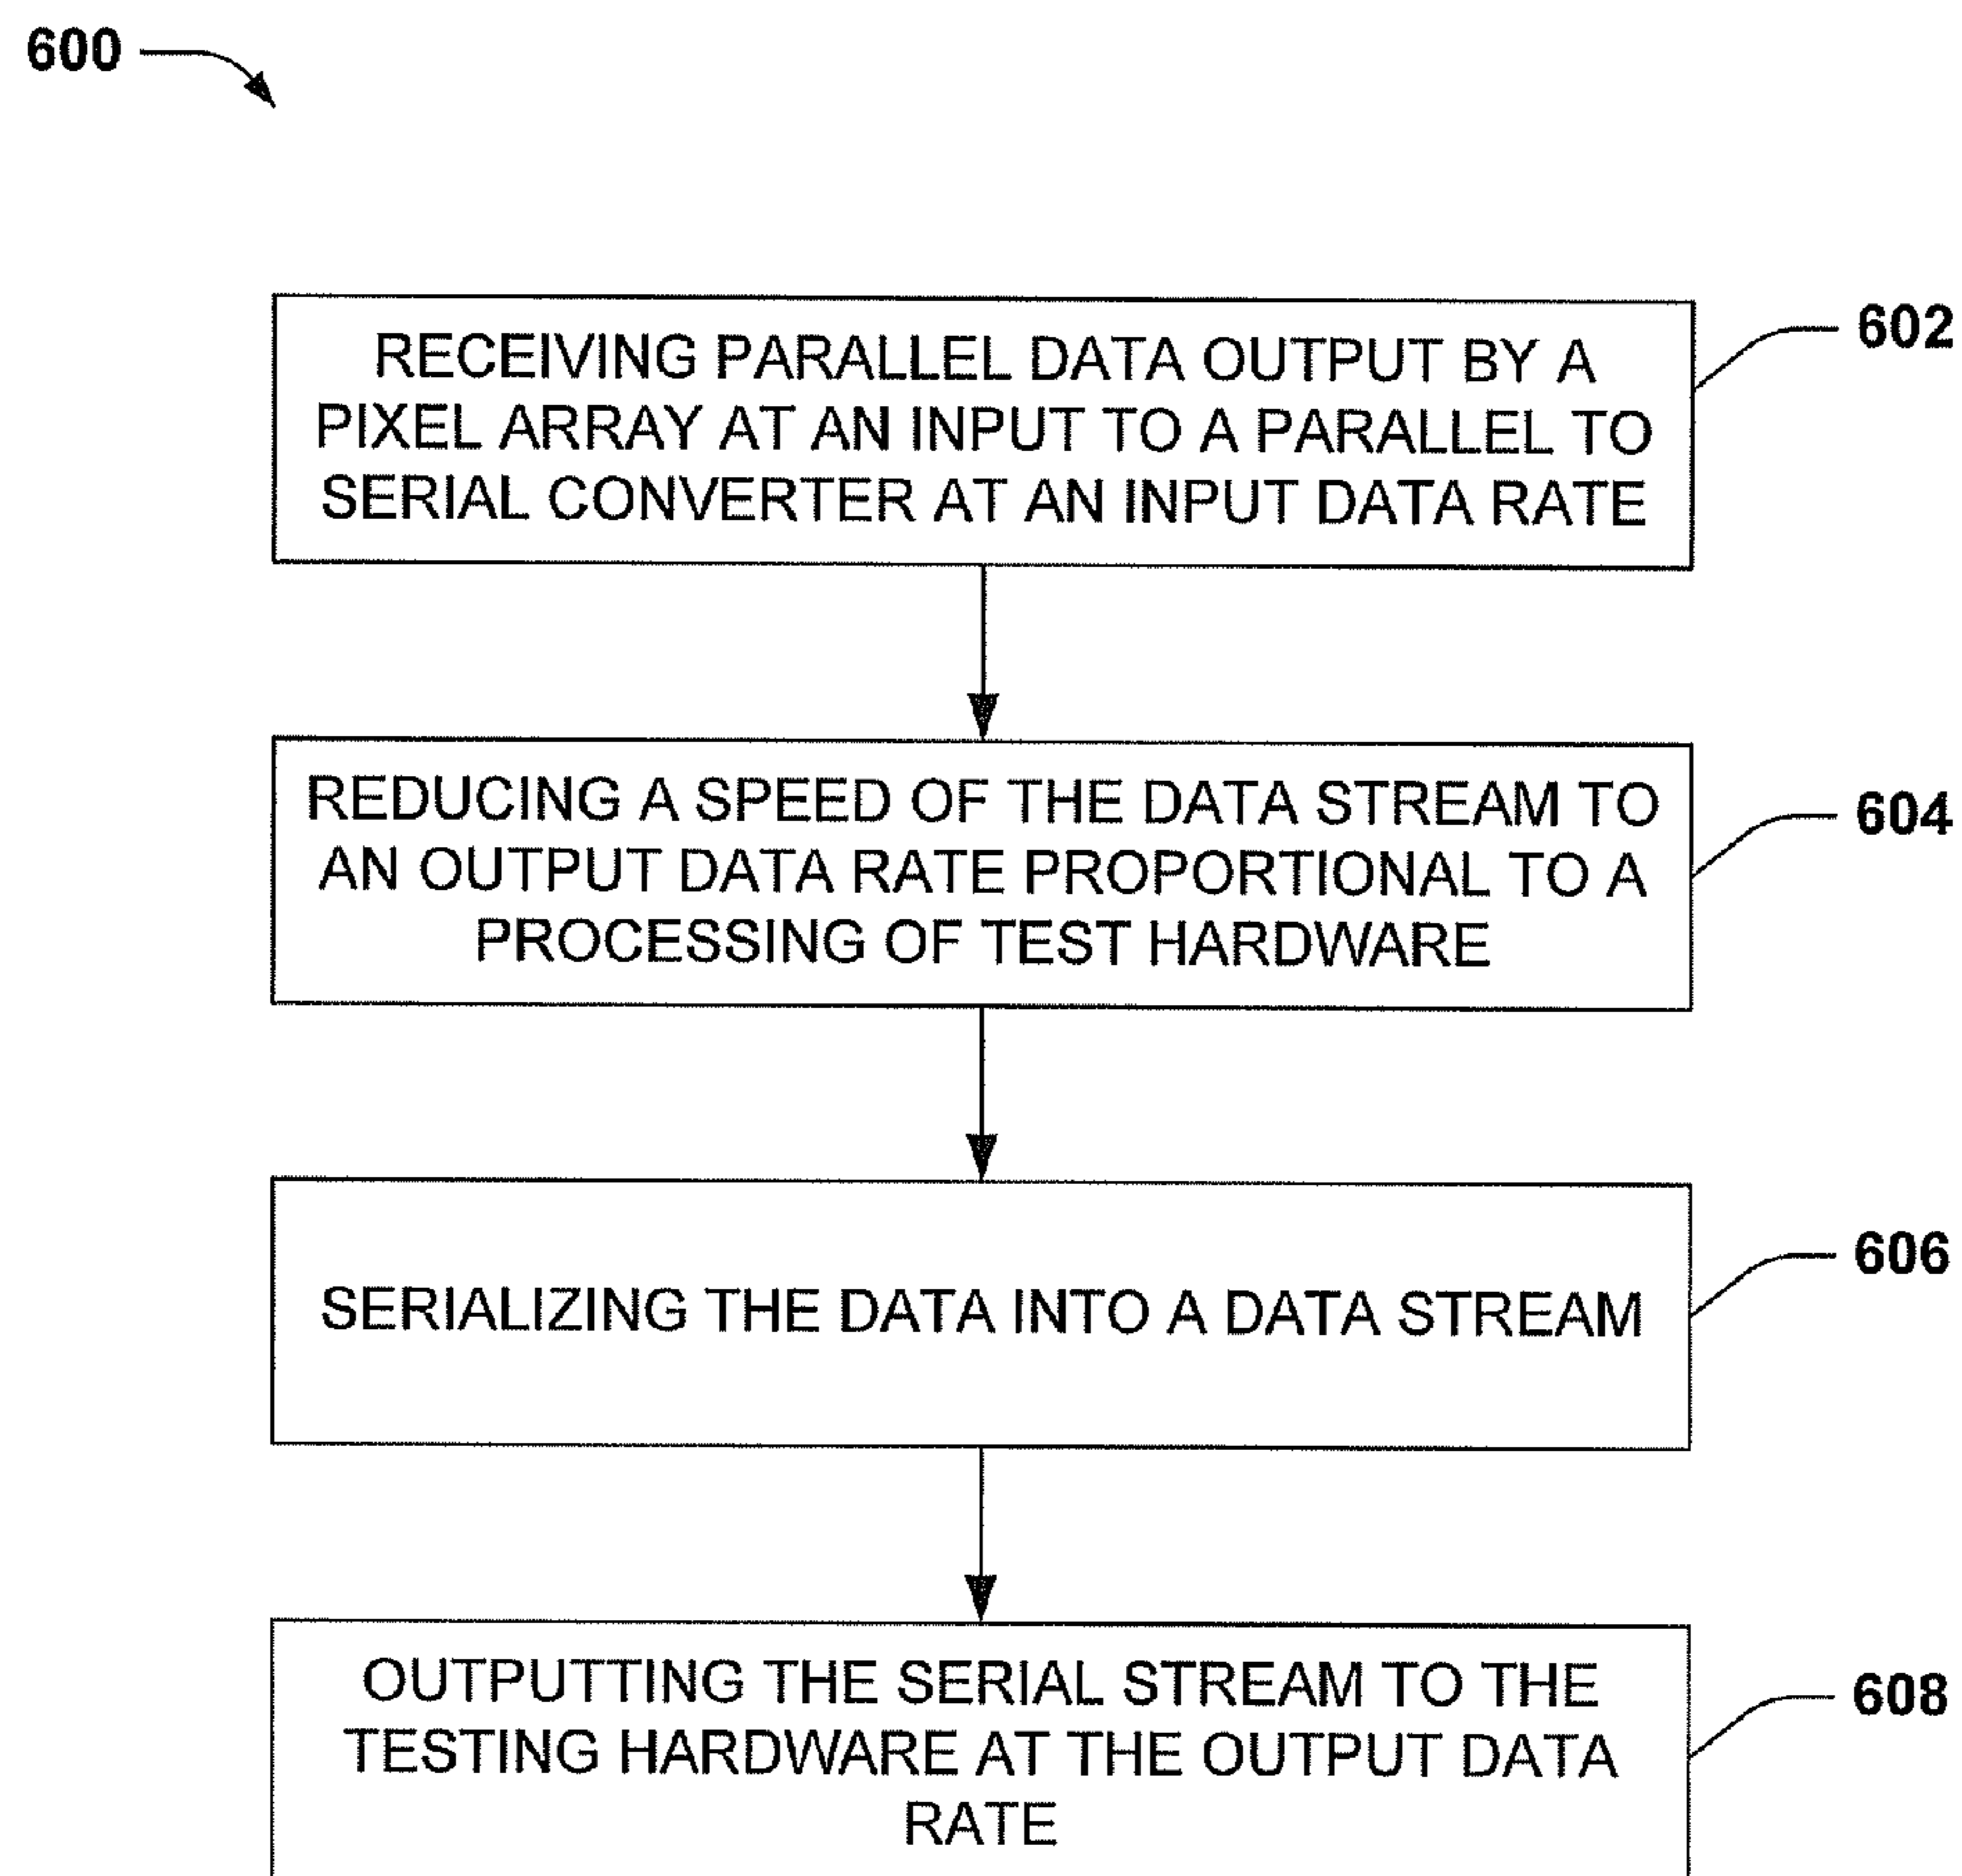 600
RECEIVING PARALLEL DATA OUTPUT BY A
PIXEL ARRAY AT AN INPUT TO A PARALLEL TO
SERIAL CONVERTER AT AN INPUT DATA RATE
602
REDUCING A SPEED OF THE DATA STREAM TO
AN OUTPUT DATA RATE PROPORTIONAL TO A
PROCESSING OF TEST HARDWARE
604
SERIALIZING THE DATA INTO A DATA STREAM
606
OUTPUTTING THE SERIAL STREAM TO THE
TESTING HARDWARE AT THE OUTPUT DATA
RATE
608